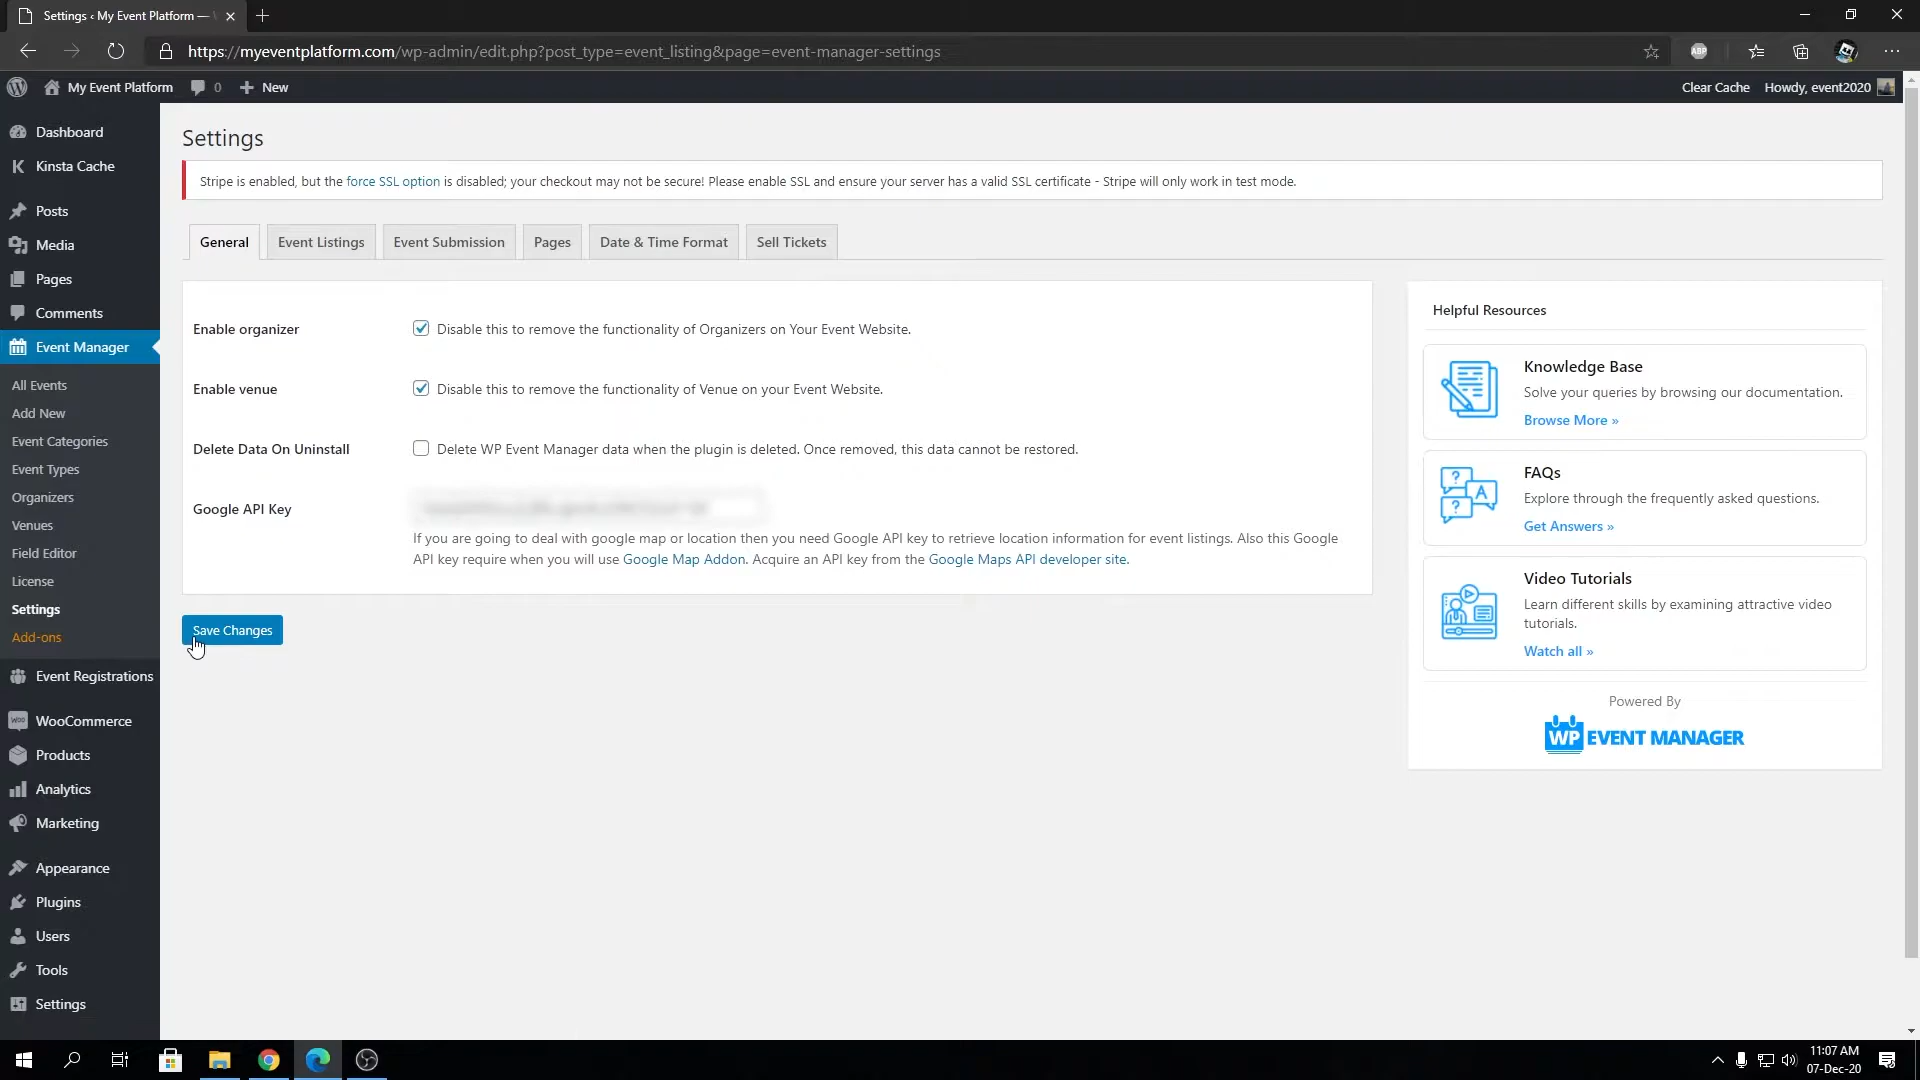 Settings ‹ My Event Platform —
https://myeventplatform.com/wp-admin/edit.php?post_type=event_listing&page=event-manager-settings
ABP
My Event Platform
0
New
Clear Cache
Howdy, event2020
Dashboard
Kinsta Cache
Posts
Media
Pages
Comments
Event Manager
All Events
Add New
Event Categories
Event Types
Organizers
Venues
Field Editor
License
Settings
Add-ons
Event Registrations
WooCommerce
Products
Analytics
Marketing
Appearance
Plugins
Users
Tools
Settings
Settings
Stripe is enabled, but the force SSL option is disabled; your checkout may not be secure! Please enable SSL and ensure your server has a valid SSL certificate - Stripe will only work in test mode.
General
Event Listings
Event Submission
Pages
Date & Time Format
Sell Tickets
Enable organizer
Disable this to remove the functionality of Organizers on Your Event Website.
Enable venue
Disable this to remove the functionality of Venue on your Event Website.
Delete Data On Uninstall
Delete WP Event Manager data when the plugin is deleted. Once removed, this data cannot be restored.
Google API Key
If you are going to deal with google map or location then you need Google API key to retrieve location information for event listings. Also this Google
API key require when you will use Google Map Addon. Acquire an API key from the Google Maps API developer site.
Save Changes
Helpful Resources
Knowledge Base
Solve your queries by browsing our documentation.
Browse More »
FAQs
Explore through the frequently asked questions.
Get Answers »
Video Tutorials
Learn different skills by examining attractive video
tutorials.
Watch all »
Powered By
WP EVENT MANAGER
11:07 AM
07-Dec-20